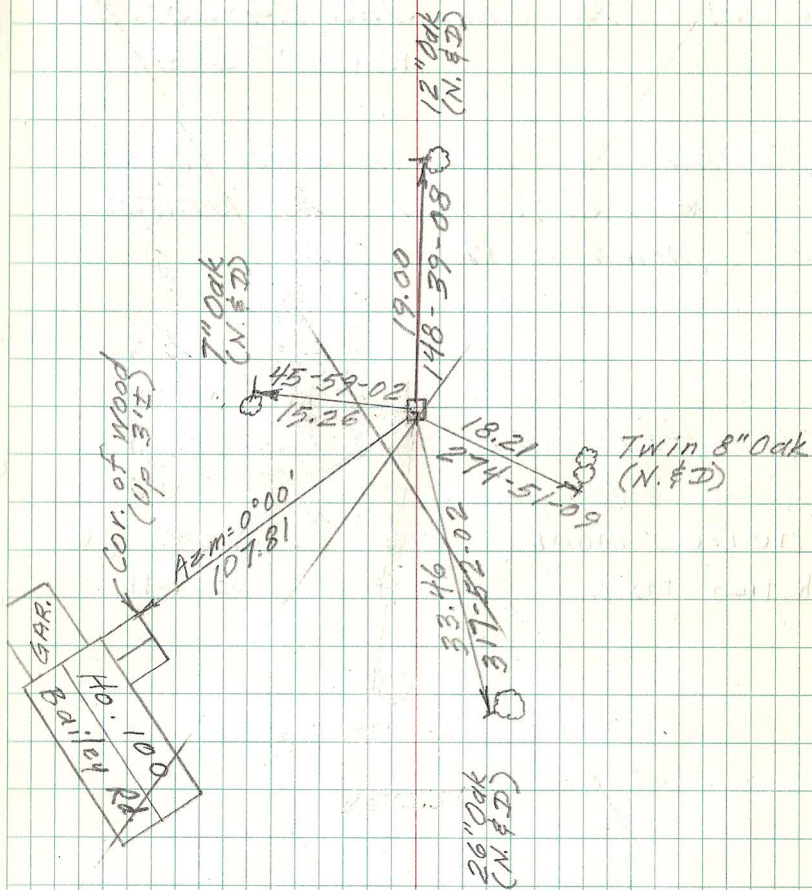 12" Oak
(N. & D)
19.00
148-39-08
7" Oak
(N. & D)
45-59-02
15.26
18.21
274-51-09
Twin 8" Oak
(N. & D)
Cor. of Wood
(Up 3'±)
Azm=0°00'
107.81
33.46
317-52-02
GAR.
Ho. 100
Bailey Rd.
26" Oak
(N. & D)